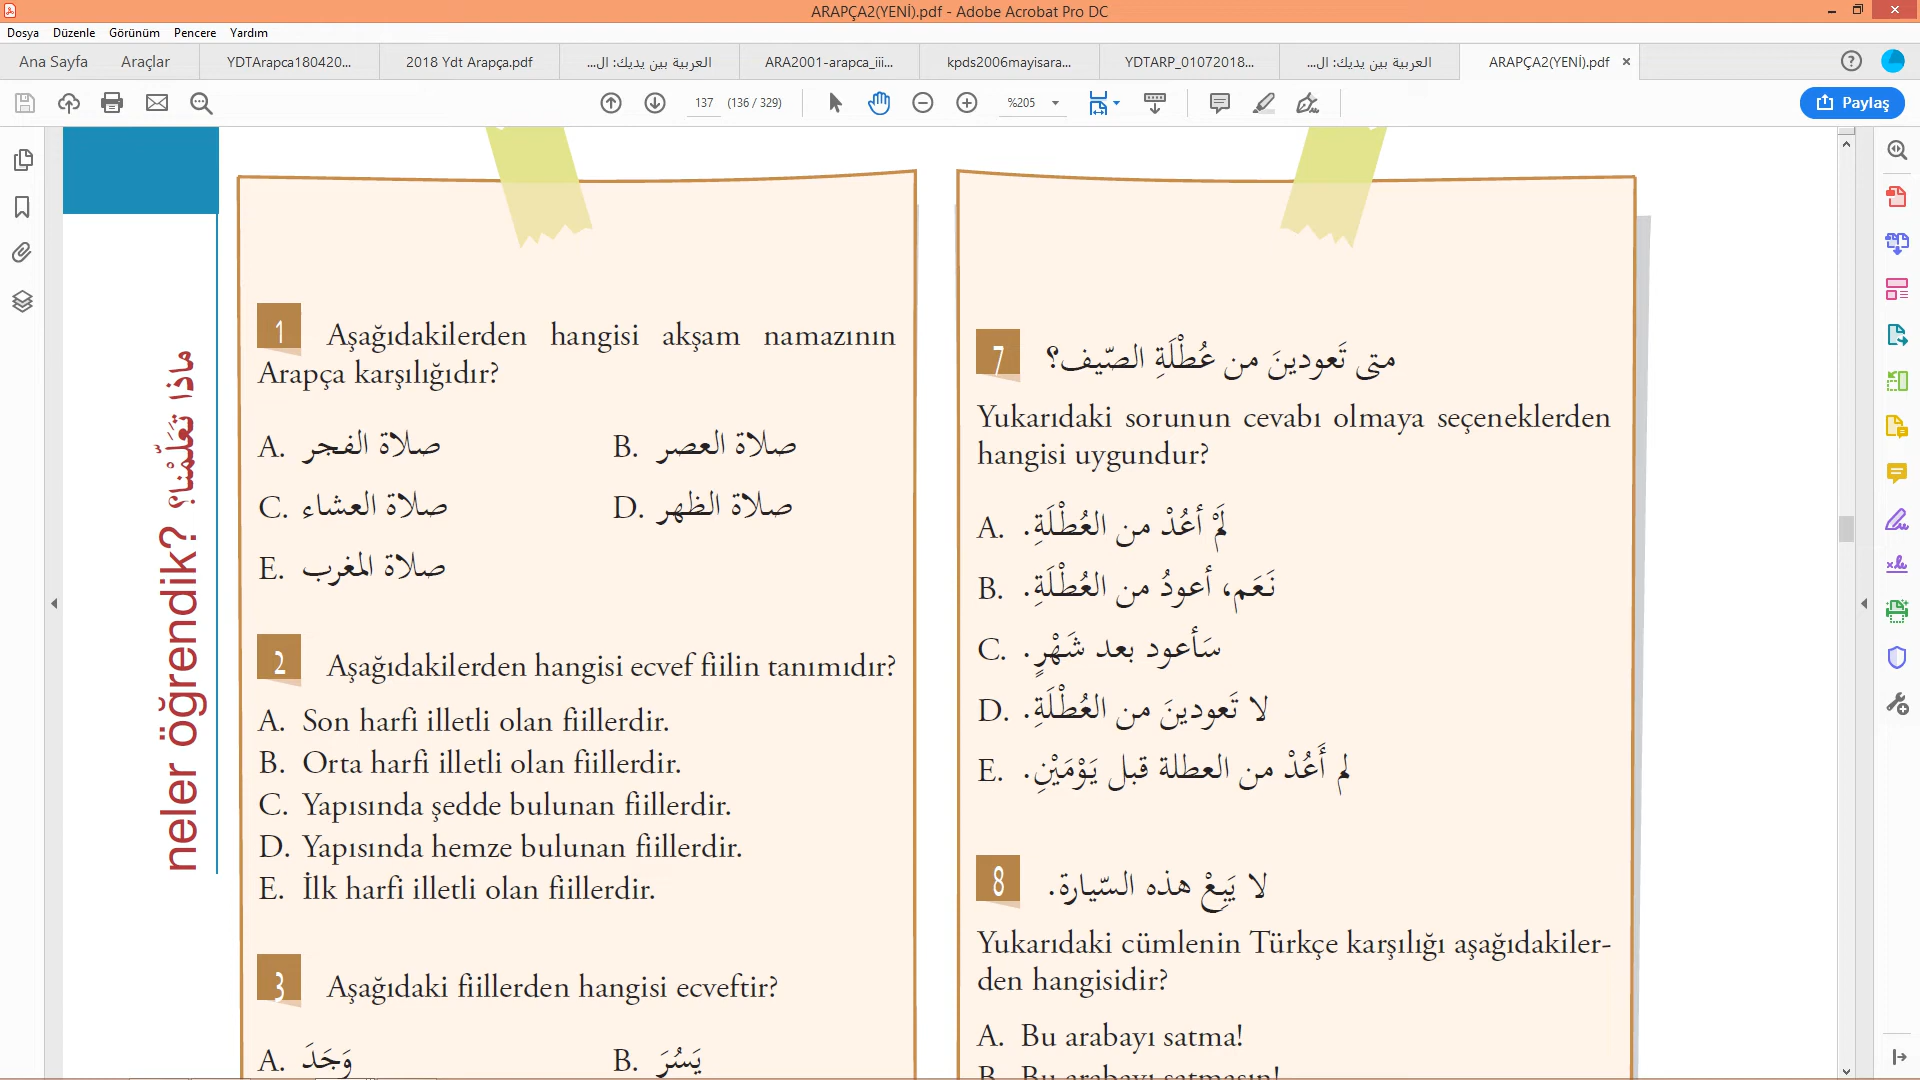 ARAPÇA2(YENİ).pdf - Adobe Acrobat Pro DC
Dosya Düzenle Görünüm Pencere Yardım
Ana Sayfa Araçlar YDTArapca180420... 2018 Ydt Arapça.pdf العربية بين يديك: ال... ARA2001-arapca_iii... kpds2006mayisara... YDTARP_01072018... العربية بين يديك: ال... ARAPÇA2(YENİ).pdf
137 (136 / 329) %205 Paylaş
neler öğrendik? ماذا تَعَلَّمْنا؟
1 Aşağıdakilerden hangisi akşam namazının
Arapça karşılığıdır?
A. صلاة الفجر B. صلاة العصر
C. صلاة العشاء D. صلاة الظهر
E. صلاة المغرب
2 Aşağıdakilerden hangisi ecvef fiilin tanımıdır?
A. Son harfi illetli olan fiillerdir.
B. Orta harfi illetli olan fiillerdir.
C. Yapısında şedde bulunan fiillerdir.
D. Yapısında hemze bulunan fiillerdir.
E. İlk harfi illetli olan fiillerdir.
3 Aşağıdaki fiillerden hangisi ecveftir?
A. وَجَدَ B. يَسُرَ
7 متى تَعودينَ من عُطْلَةِ الصّيف؟
Yukarıdaki sorunun cevabı olmaya seçeneklerden
hangisi uygundur?
A. لَمْ أعُدْ من العُطْلَةِ.
B. نَعَم، أعودُ من العُطْلَةِ.
C. سَأعود بعد شَهْرٍ.
D. لا تَعودينَ من العُطْلَةِ.
E. لم أَعُدْ من العطلة قبل يَوْمَيْنِ.
8 لا يَبِعْ هذه السّيارة.
Yukarıdaki cümlenin Türkçe karşılığı aşağıdakiler-
den hangisidir?
A. Bu arabayı satma!
B. Bu arabayı satmasın!